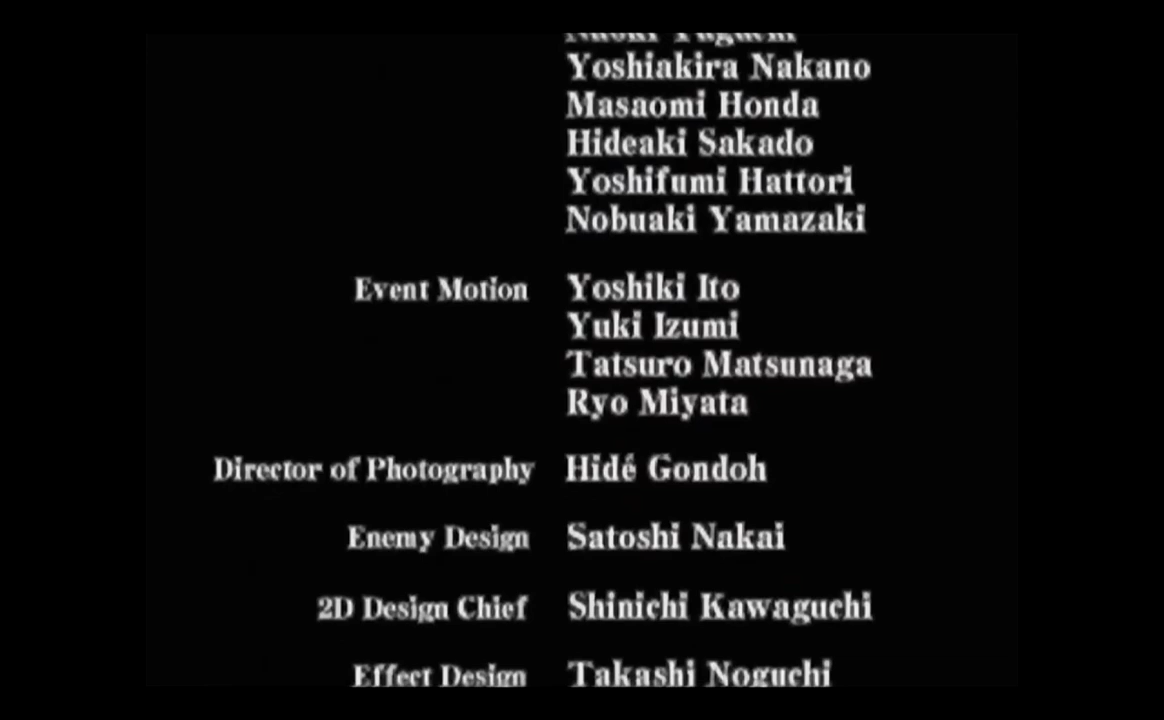 Yoshiakira Nakano
Masaomi Honda
Hideaki Sakado
Yoshifumi Hattori
Nobuaki Yamazaki
Event Motion Yoshiki Ito
Yuki Izumi
Tatsuro Matsunaga
Ryo Miyata
Director of Photography Hidé Gondoh
Enemy Design Satoshi Nakai
2D Design Chief Shinichi Kawaguchi
Effect Design Takashi Noguchi